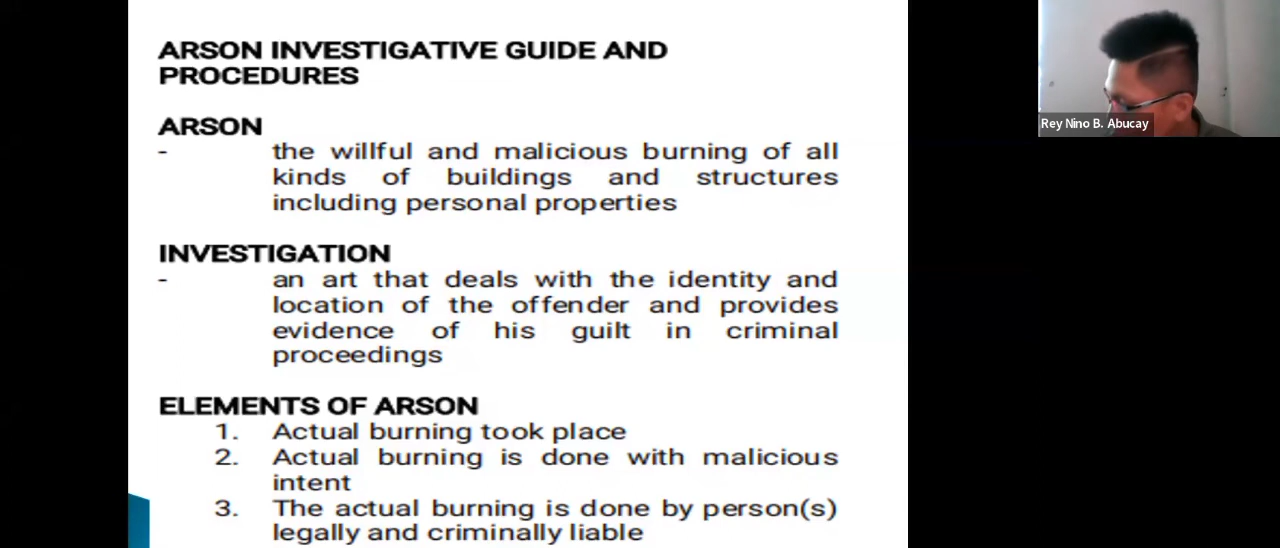 ARSON INVESTIGATIVE GUIDE AND
PROCEDURES
ARSON
- the willful and malicious burning of all
kinds of buildings and structures
including personal properties
INVESTIGATION
- an art that deals with the identity and
location of the offender and provides
evidence of his guilt in criminal
proceedings
ELEMENTS OF ARSON
1. Actual burning took place
2. Actual burning is done with malicious
intent
3. The actual burning is done by person(s)
legally and criminally liable
Rey Nino B. Abucay